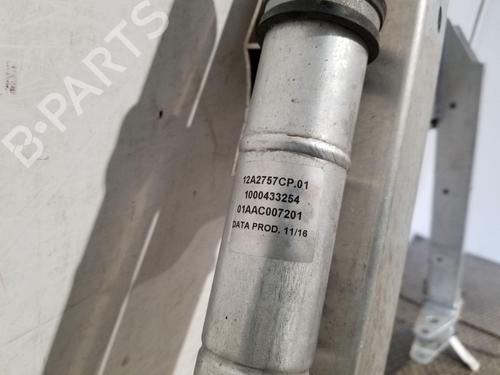 B-PARTS
12A2757CP.01
1000433254
01AAC007201
DATA PROD. 11/16